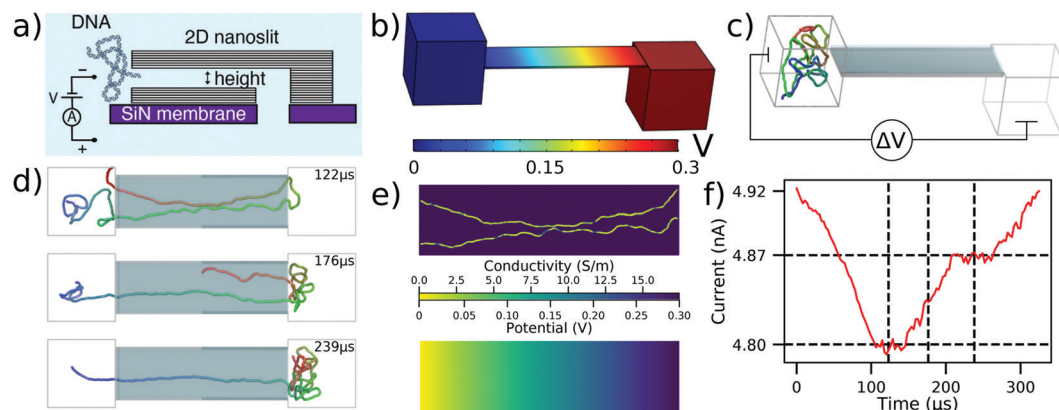 a)
DNA
2D nanoslit
height
V
A
SiN membrane
−
+
b)
V
0
0.15
0.3
c)
ΔV
d)
122μs
176μs
239μs
e)
Conductivity (S/m)
0.0 2.5 5.0 7.5 10.0 12.5 15.0
0.00 0.05 0.10 0.15 0.20 0.25 0.30
Potential (V)
f)
Current (nA)
4.92
4.87
4.80
0 100 200 300
Time (μs)